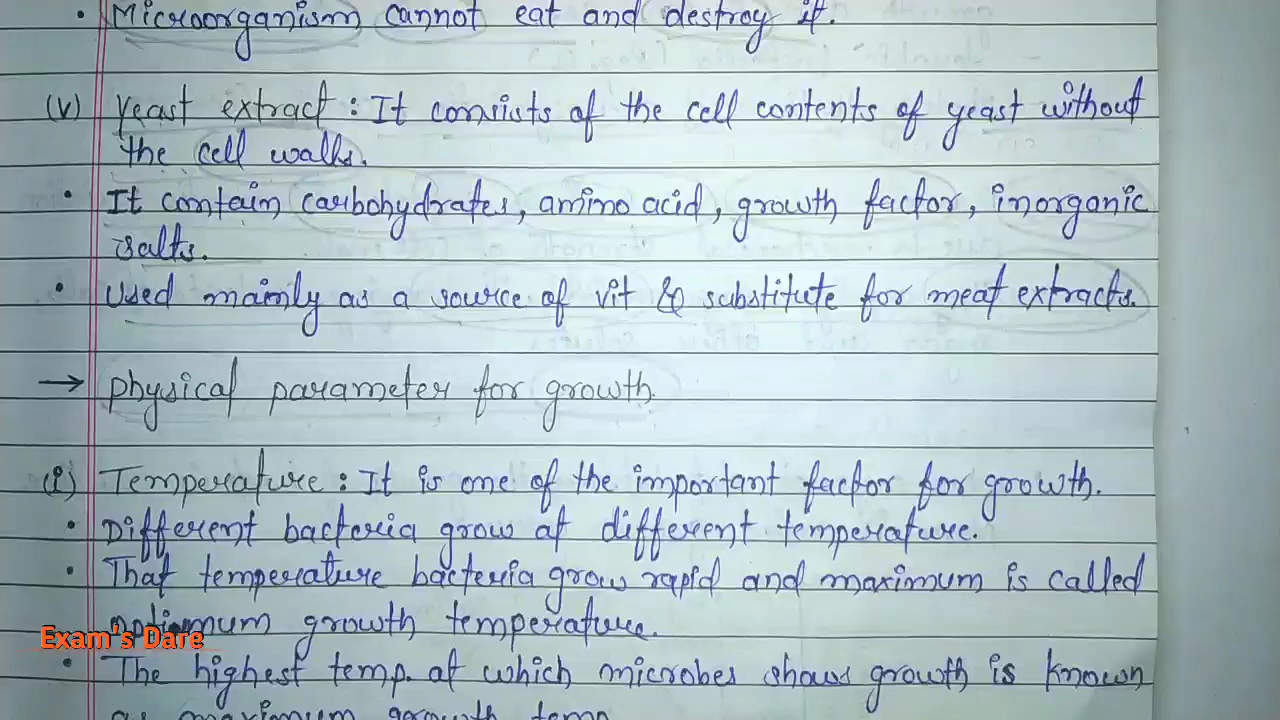 • Microorganism cannot eat and destroy it.
(v) Yeast extract : It consists of the cell contents of yeast without
the cell walls.
• It contain carbohydrates, amino acid, growth factor, inorganic
salts.
• Used mainly as a source of vit & substitute for meat extracts.
→ physical parameter for growth.
(i) Temperature : It is one of the important factor for growth.
• Different bacteria grow at different temperature.
• That temperature bacteria grow rapid and maximum is called
optimum growth temperature.
Exam's Dare
• The highest temp. at which microbes shows growth is known
as maximum growth temp.